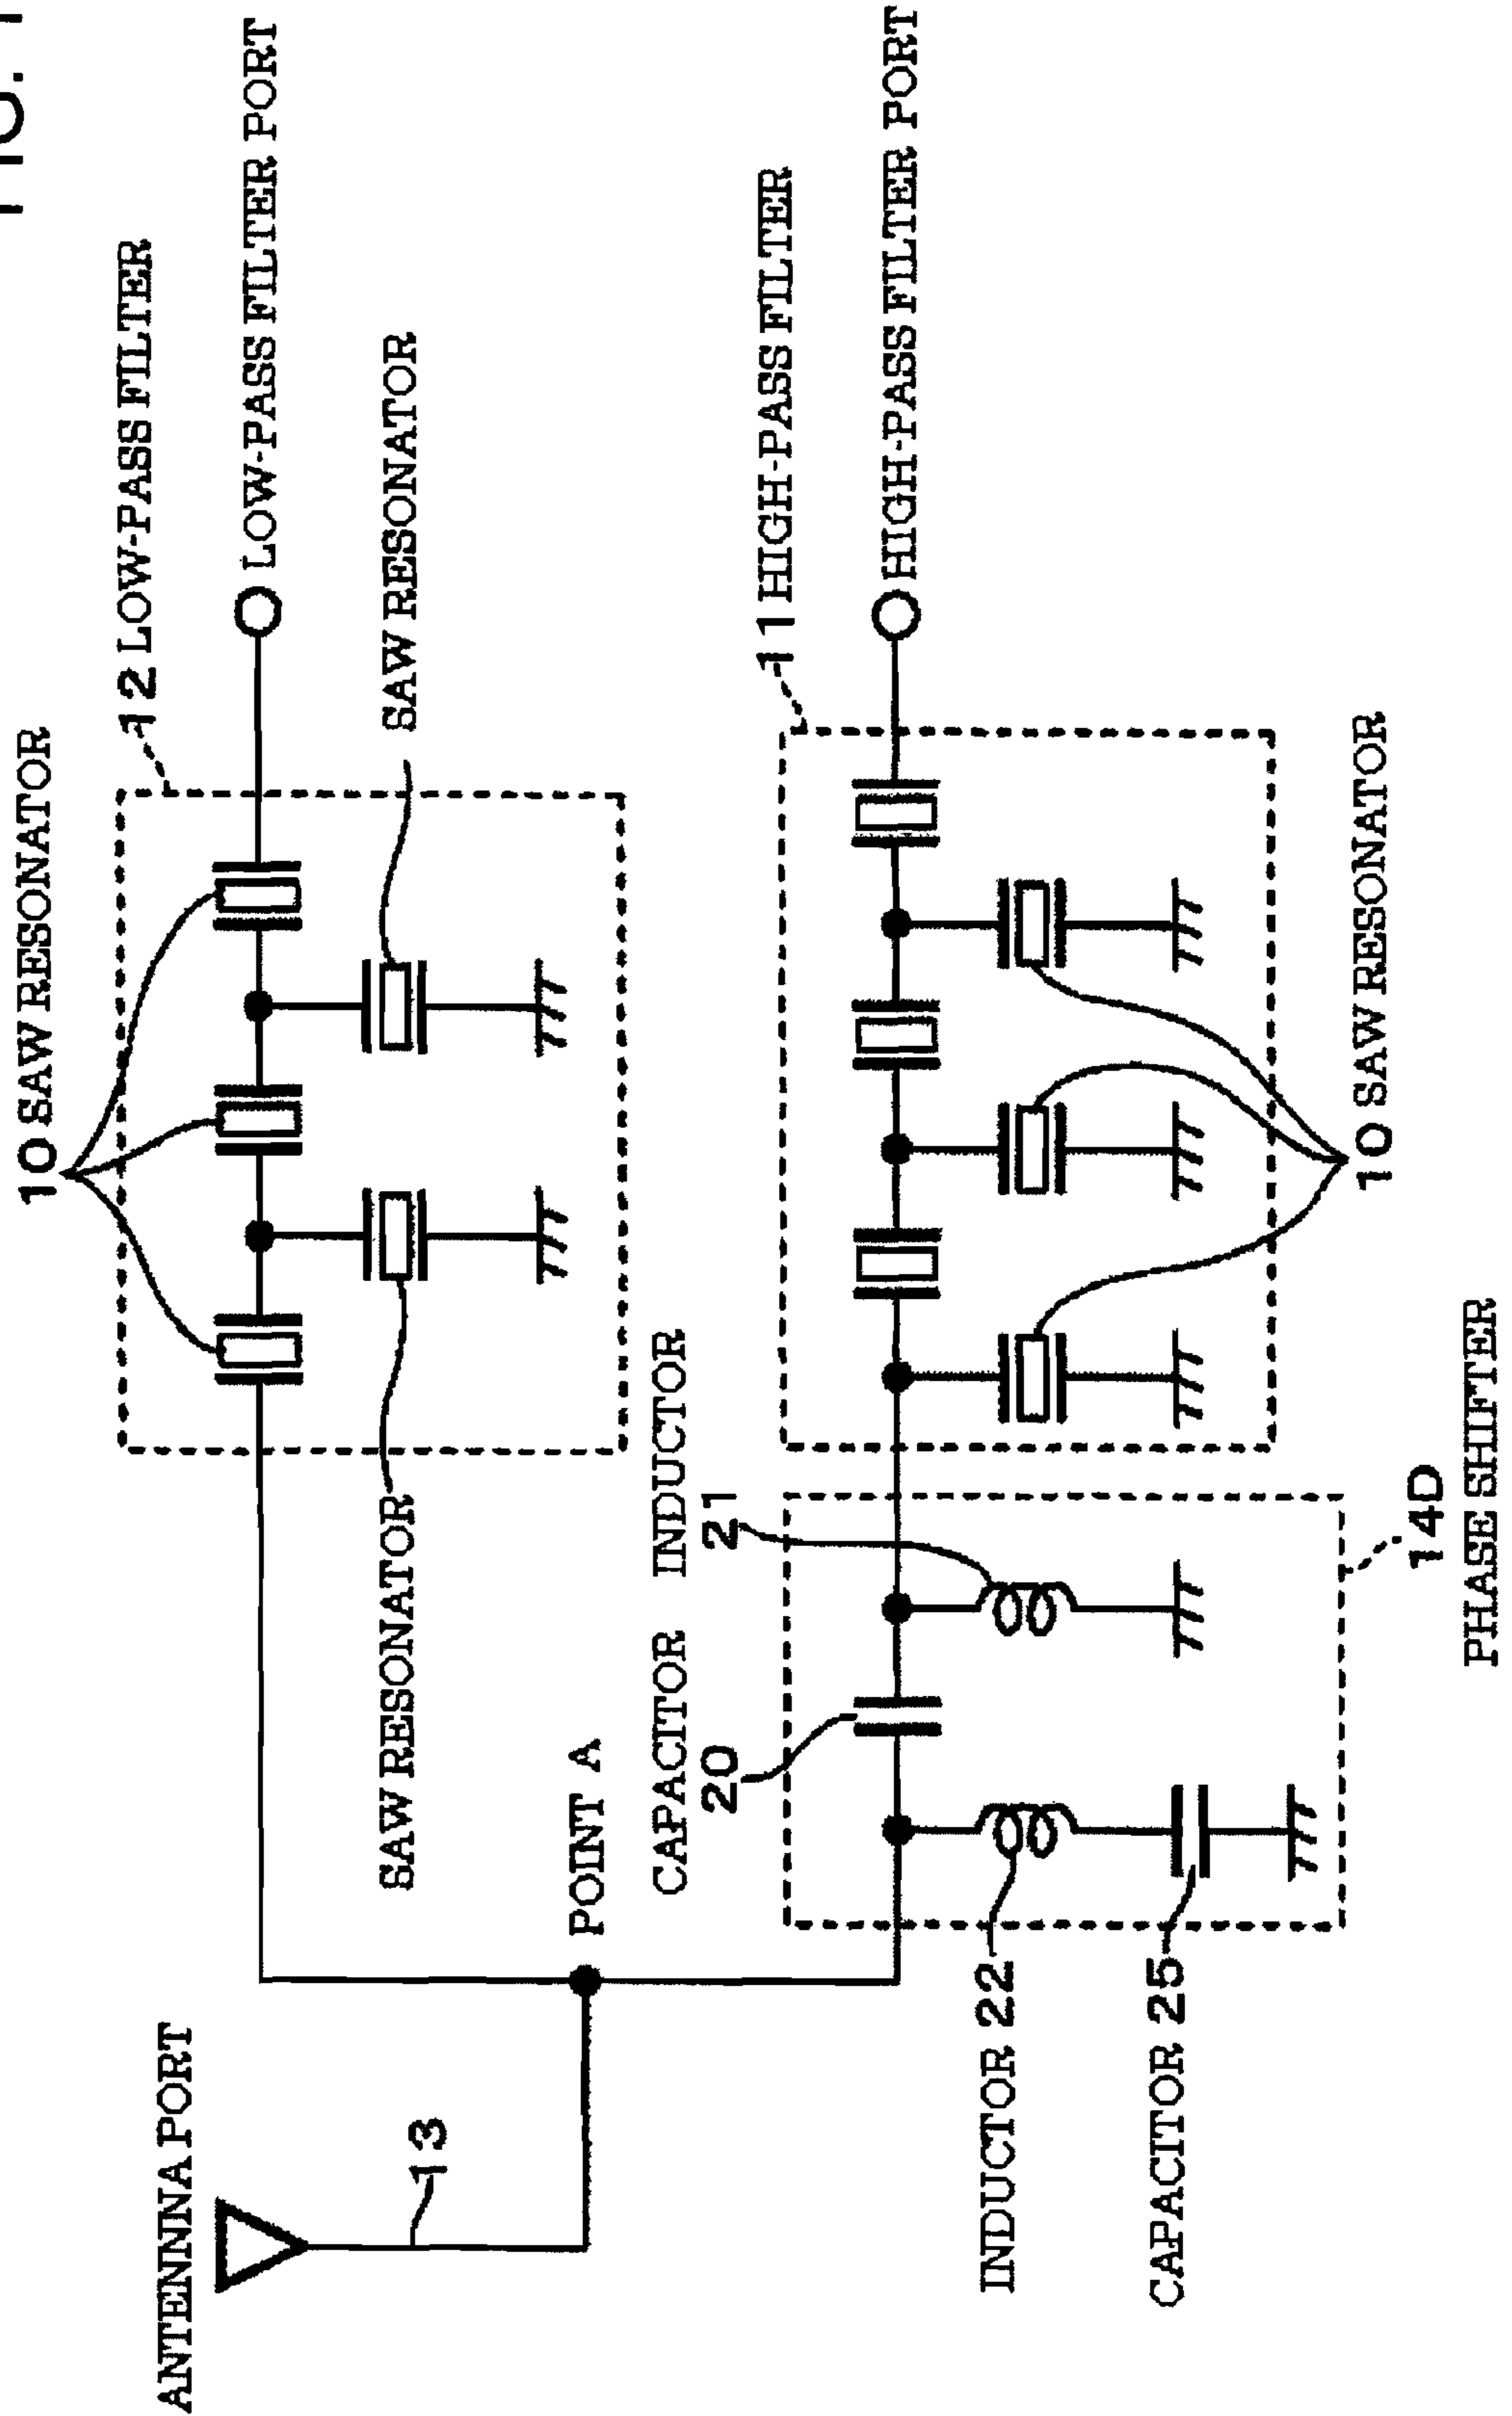 FIG. 1
10 SAW RESONATOR
12 LOW-PASS FILTER
LOW-PASS FILTER PORT
SAW RESONATOR
SAW RESONATOR
ANTENNA PORT
13
POINT A
CAPACITOR INDUCTOR
20 21
11 HIGH-PASS FILTER
HIGH-PASS FILTER PORT
INDUCTOR 22
CAPACITOR 25
10 SAW RESONATOR
14D
PHASE SHIFTER